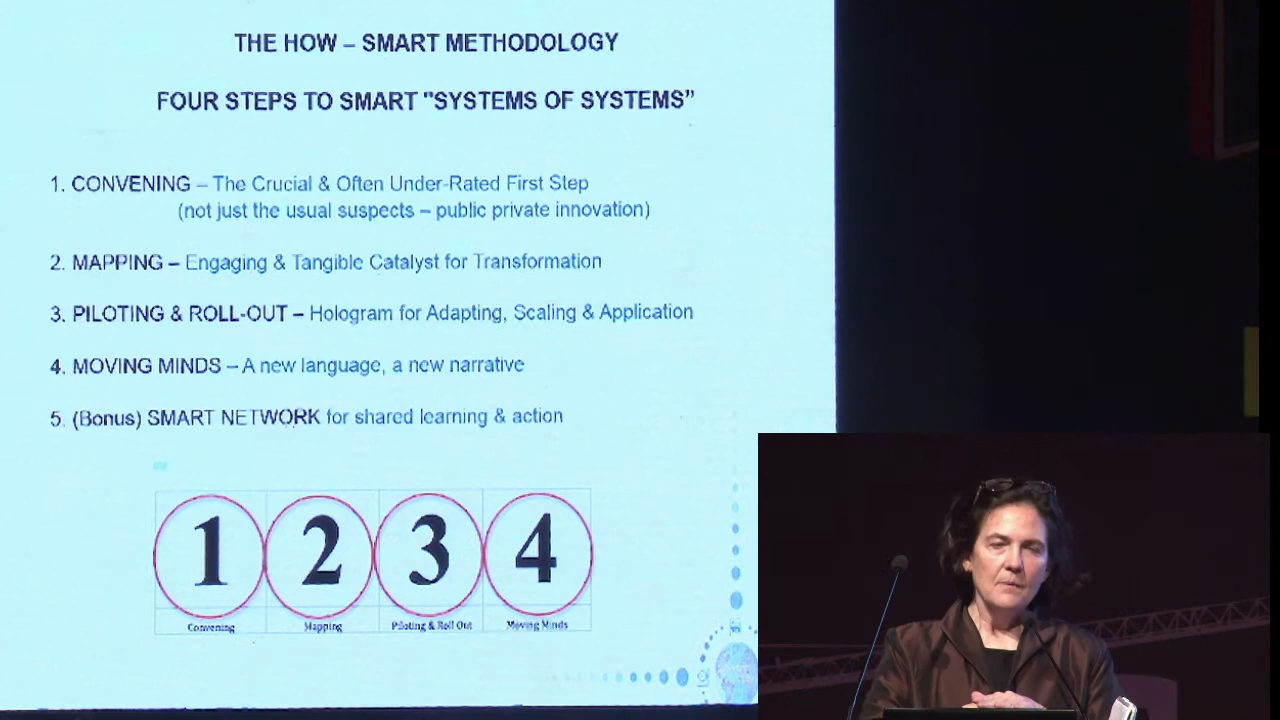 THE HOW – SMART METHODOLOGY
FOUR STEPS TO SMART "SYSTEMS OF SYSTEMS”
1. CONVENING – The Crucial & Often Under-Rated First Step
(not just the usual suspects – public private innovation)
2. MAPPING – Engaging & Tangible Catalyst for Transformation
3. PILOTING & ROLL-OUT – Hologram for Adapting, Scaling & Application
4. MOVING MINDS – A new language, a new narrative
5. (Bonus) SMART NETWORK for shared learning & action
1 2 3 4
Convening Mapping Piloting & Roll Out Moving Minds